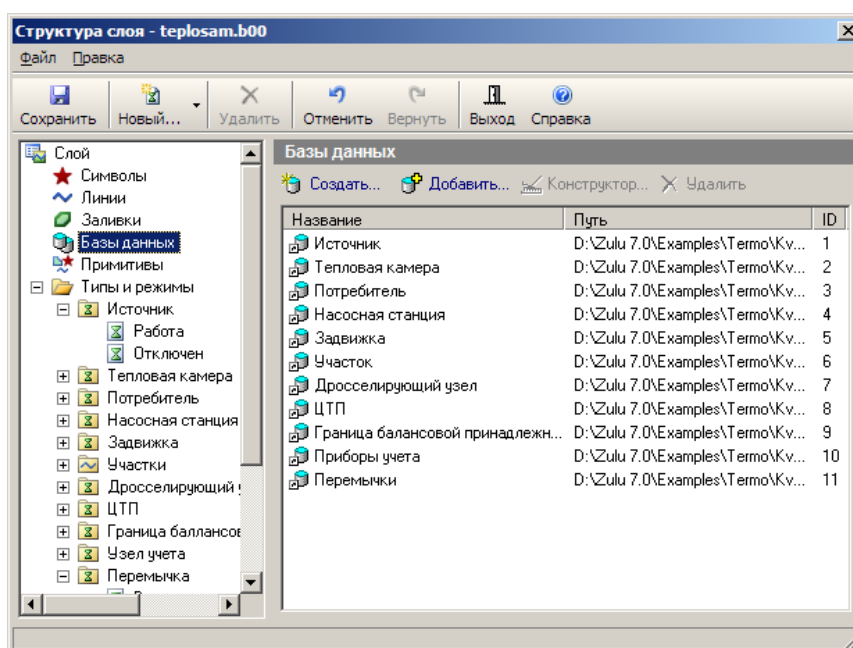 Структура слоя - teplosam.b00
Файл Правка
Сохранить Новый... Удалить Отменить Вернуть Выход Справка
Слой
Символы
Линии
Заливки
Базы данных
Примитивы
Типы и режимы
Источник
Работа
Отключен
Тепловая камера
Потребитель
Насосная станция
Задвижка
Участки
Дросселирующий
ЦТП
Граница баллансов
Узел учета
Перемычка
Базы данных
Создать... Добавить... Конструктор... Удалить
Название Путь ID
Источник D:\Zulu 7.0\Examples\Termo\Kv... 1
Тепловая камера D:\Zulu 7.0\Examples\Termo\Kv... 2
Потребитель D:\Zulu 7.0\Examples\Termo\Kv... 3
Насосная станция D:\Zulu 7.0\Examples\Termo\Kv... 4
Задвижка D:\Zulu 7.0\Examples\Termo\Kv... 5
Участок D:\Zulu 7.0\Examples\Termo\Kv... 6
Дросселирующий узел D:\Zulu 7.0\Examples\Termo\Kv... 7
ЦТП D:\Zulu 7.0\Examples\Termo\Kv... 8
Граница балансовой принадлежн... D:\Zulu 7.0\Examples\Termo\Kv... 9
Приборы учета D:\Zulu 7.0\Examples\Termo\Kv... 10
Перемычки D:\Zulu 7.0\Examples\Termo\Kv... 11